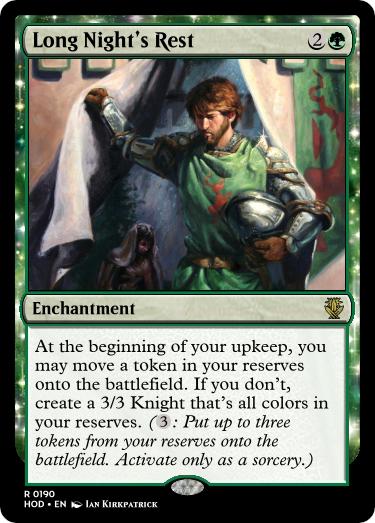 Long Night's Rest 2
Enchantment
At the beginning of your upkeep, you
may move a token in your reserves
onto the battlefield. If you don't,
create a 3/3 Knight that's all colors in
your reserves. (3: Put up to three
tokens from your reserves onto the
battlefield. Activate only as a sorcery.)
R 0190
HOD • EN Ian Kirkpatrick